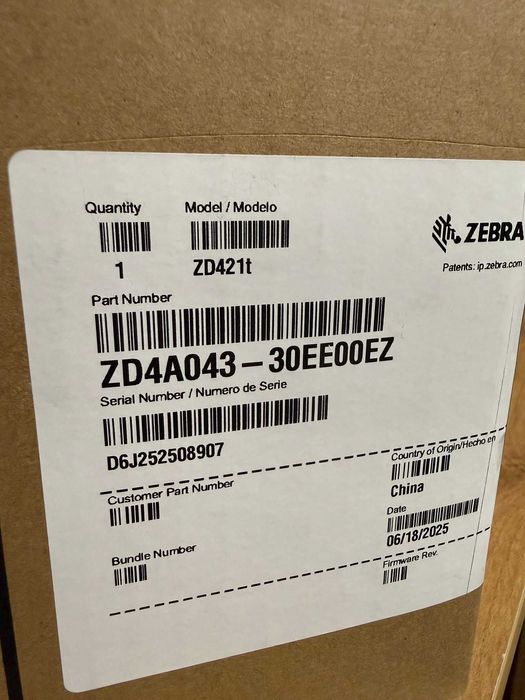 Quantity
Model / Modelo
ZEBRA
1
ZD421t
Patents: ip.zebra.com
Part Number
ZD4A043-30EE00EZ
Serial Number / Numero de Serie
D6J252508907
Country of Origin/Hecho en
China
Customer Part Number
Date
06/18/2025
Bundle Number
Firmware Rev.